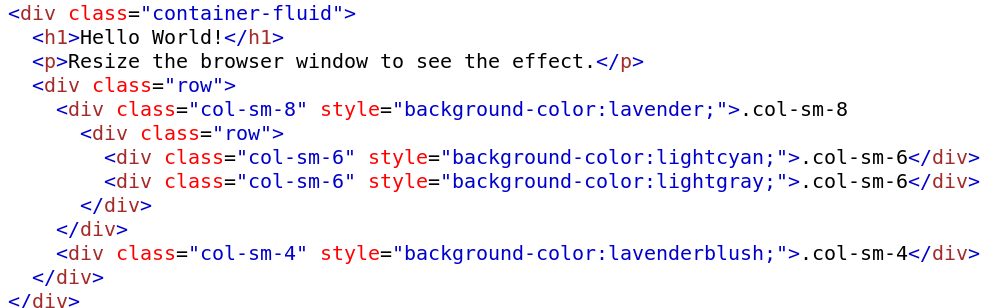 <div class="container-fluid">
  <h1>Hello World!</h1>
  <p>Resize the browser window to see the effect.</p>
  <div class="row">
    <div class="col-sm-8" style="background-color:lavender;">.col-sm-8
      <div class="row">
        <div class="col-sm-6" style="background-color:lightcyan;">.col-sm-6</div>
        <div class="col-sm-6" style="background-color:lightgray;">.col-sm-6</div>
      </div>
    </div>
    <div class="col-sm-4" style="background-color:lavenderblush;">.col-sm-4</div>
  </div>
</div>